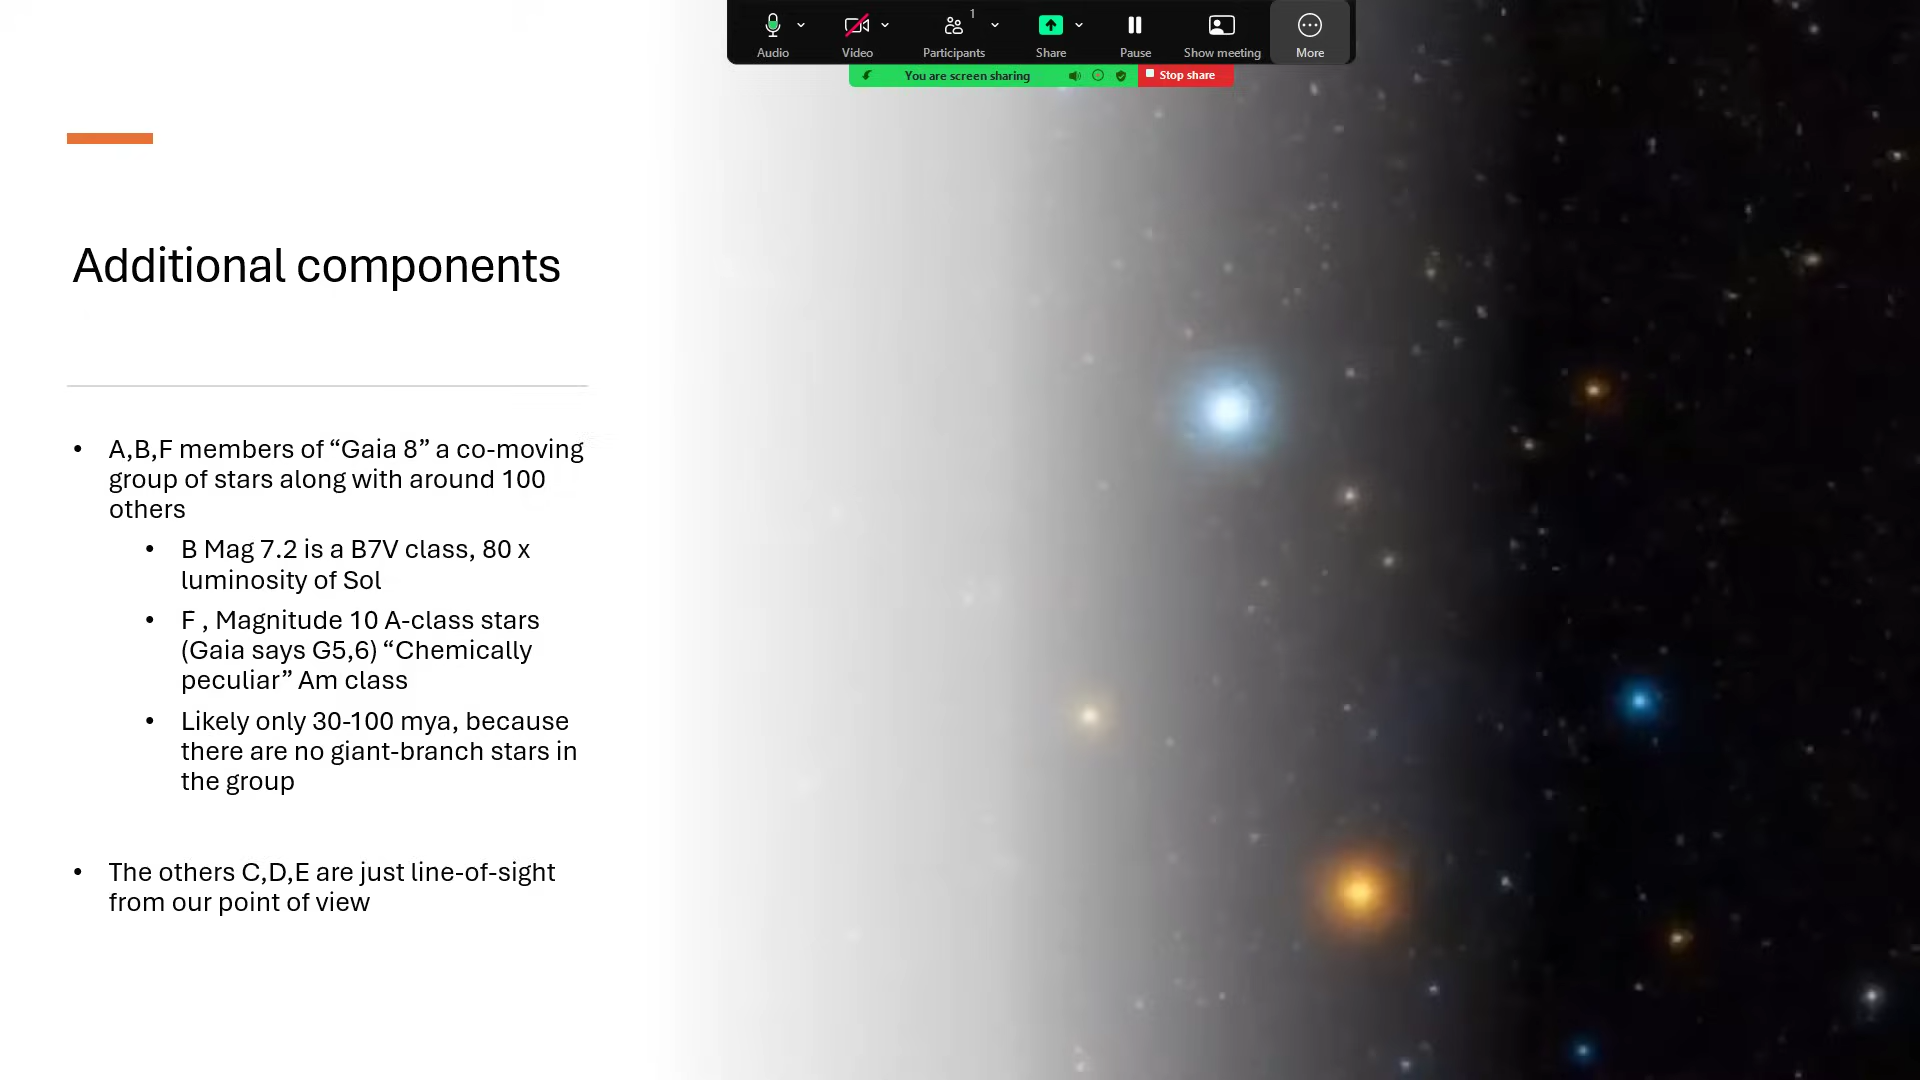 1
Audio
Video
Participants
Share
Pause
Show meeting
More
You are screen sharing
Stop share
Additional components
• A,B,F members of “Gaia 8” a co-moving
group of stars along with around 100
others
• B Mag 7.2 is a B7V class, 80 x
luminosity of Sol
• F , Magnitude 10 A-class stars
(Gaia says G5,6) “Chemically
peculiar” Am class
• Likely only 30-100 mya, because
there are no giant-branch stars in
the group
• The others C,D,E are just line-of-sight
from our point of view